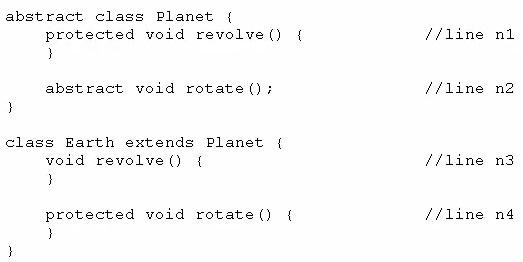 abstract class Planet {
    protected void revolve() {            //line n1
    }

    abstract void rotate();               //line n2
}

class Earth extends Planet {
    void revolve() {                      //line n3
    }

    protected void rotate() {             //line n4
    }
}